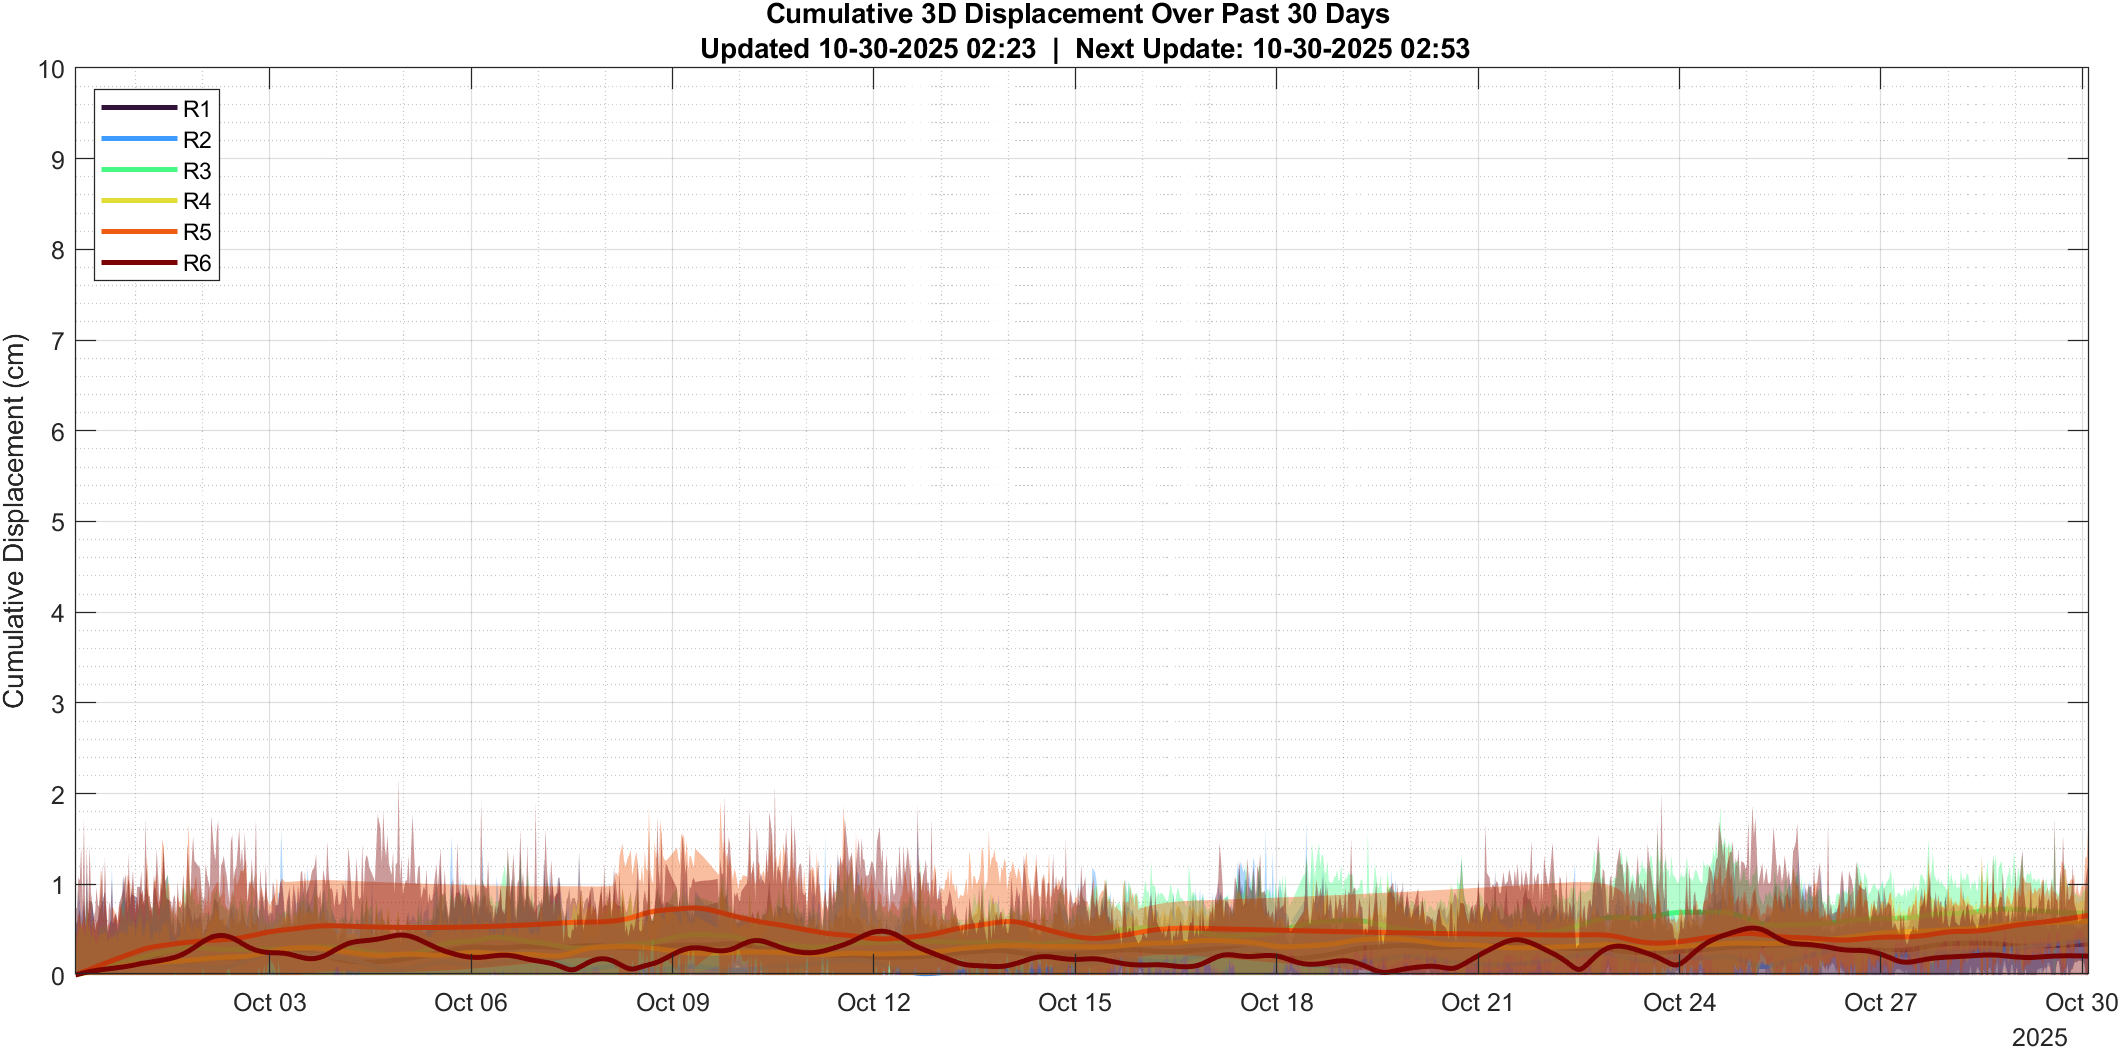 Cumulative 3D Displacement Over Past 30 Days
Updated 10-30-2025 02:23 | Next Update: 10-30-2025 02:53
Cumulative Displacement (cm)
10
9
8
7
6
5
4
3
2
1
0
R1
R2
R3
R4
R5
R6
Oct 03
Oct 06
Oct 09
Oct 12
Oct 15
Oct 18
Oct 21
Oct 24
Oct 27
Oct 30
2025